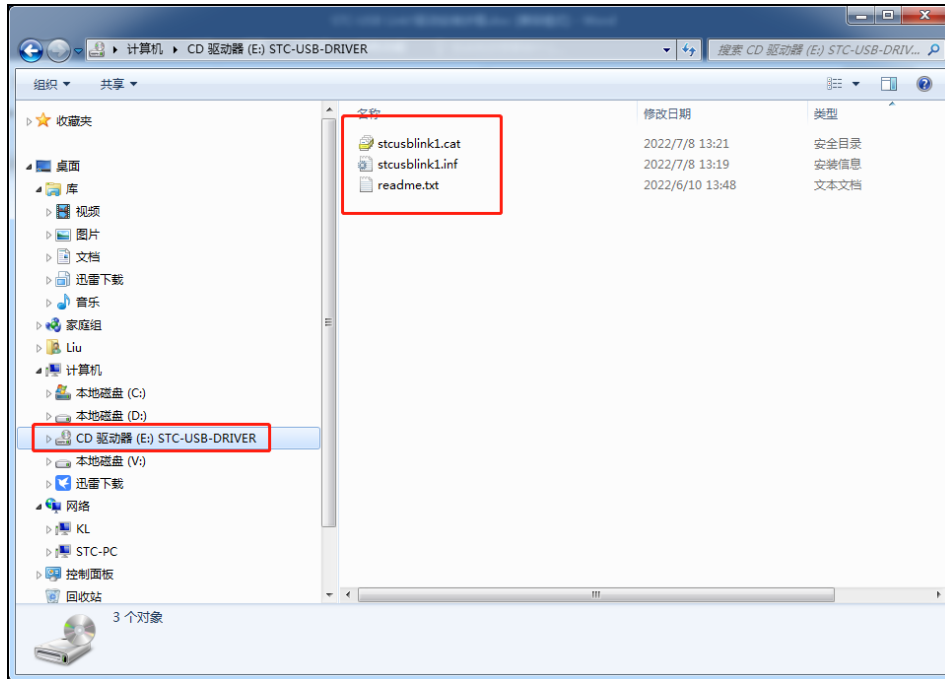 计算机 ▸ CD 驱动器 (E:) STC-USB-DRIVER
搜索 CD 驱动器 (E:) STC-USB-DRIV...
组织 共享
名称 修改日期 类型
stcusblink1.cat 2022/7/8 13:21 安全目录
stcusblink1.inf 2022/7/8 13:19 安装信息
readme.txt 2022/6/10 13:48 文本文档
收藏夹
桌面
库
视频
图片
文档
迅雷下载
音乐
家庭组
Liu
计算机
本地磁盘 (C:)
本地磁盘 (D:)
CD 驱动器 (E:) STC-USB-DRIVER
本地磁盘 (V:)
迅雷下载
网络
KL
STC-PC
控制面板
回收站
3 个对象